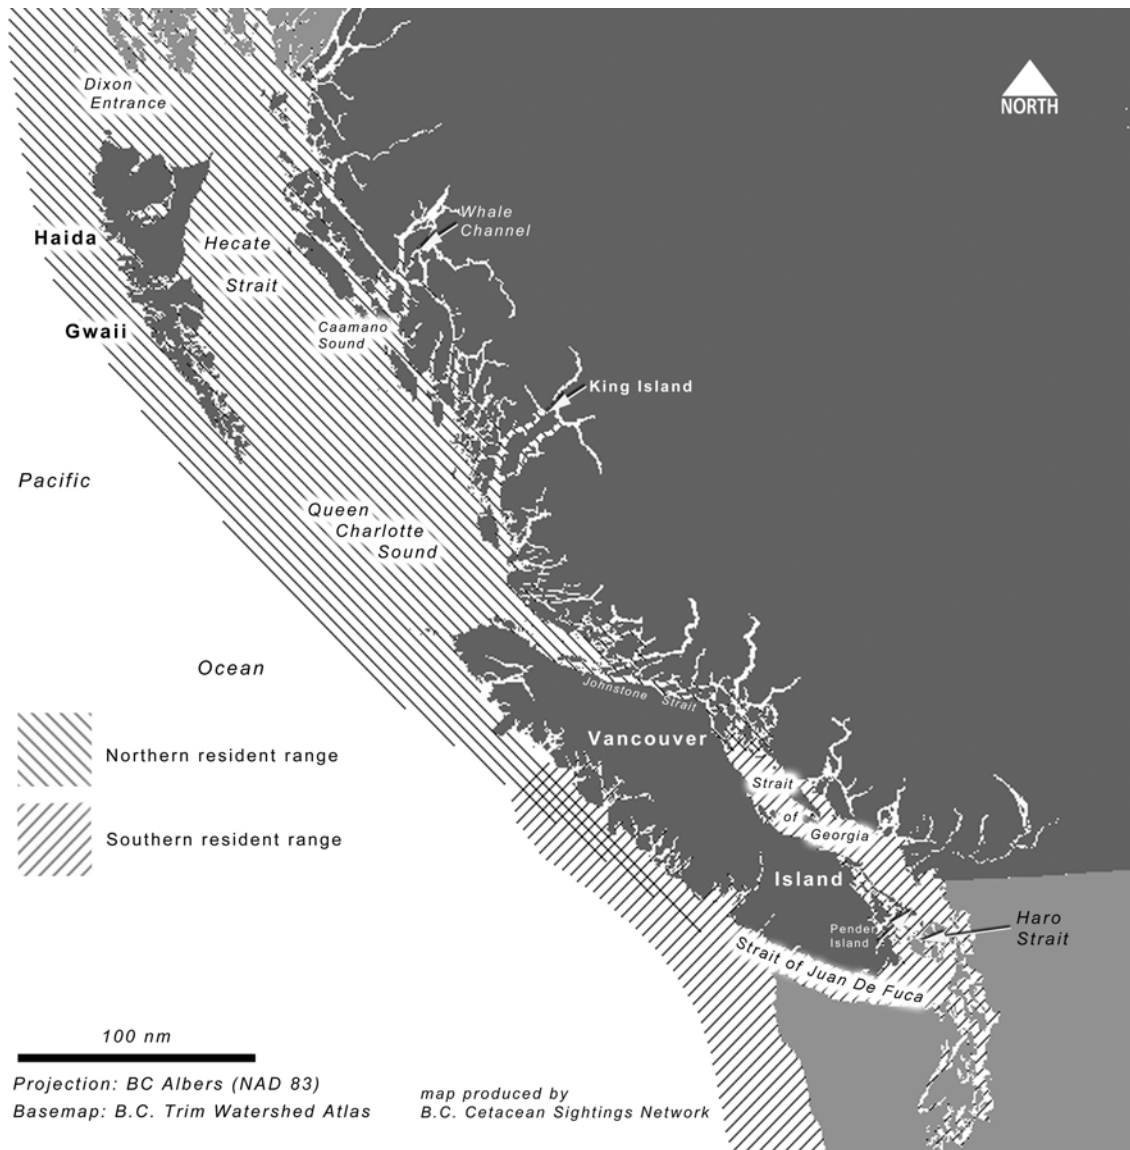 Dixon
Entrance
NORTH
Whale
Channel
Haida
Hecate
Strait
Gwaii
Caamano
Sound
King Island
Pacific
Queen
Charlotte
Sound
Ocean
Johnstone Strait
Vancouver
Northern resident range
Strait
of
Georgia
Southern resident range
Island
Pender
Island
Haro
Strait
Strait of Juan De Fuca
100 nm
Projection: BC Albers (NAD 83)
Basemap: B.C. Trim Watershed Atlas
map produced by
B.C. Cetacean Sightings Network